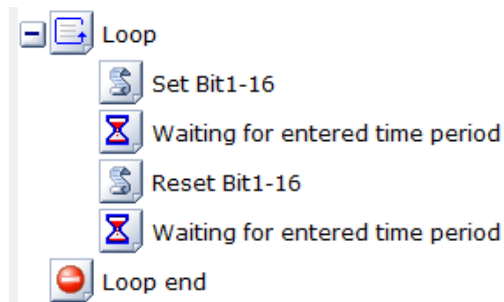 Loop
Set Bit1-16
Waiting for entered time period
Reset Bit1-16
Waiting for entered time period
Loop end